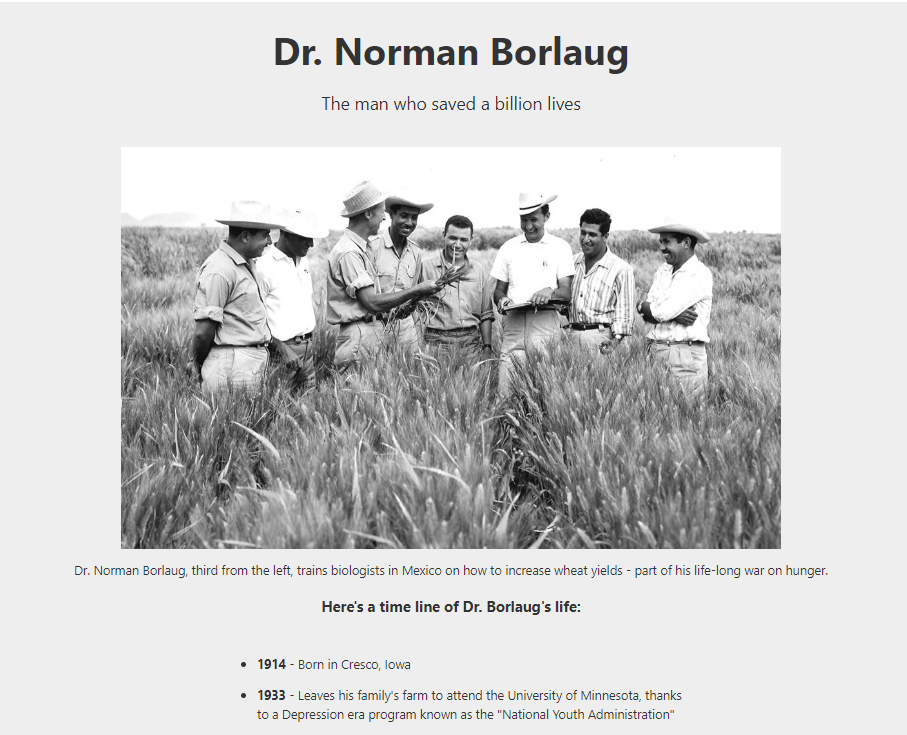 Dr. Norman Borlaug
The man who saved a billion lives
Dr. Norman Borlaug, third from the left, trains biologists in Mexico on how to increase wheat yields - part of his life-long war on hunger.
Here's a time line of Dr. Borlaug's life:
• 1914 - Born in Cresco, Iowa
• 1933 - Leaves his family's farm to attend the University of Minnesota, thanks
to a Depression era program known as the "National Youth Administration"